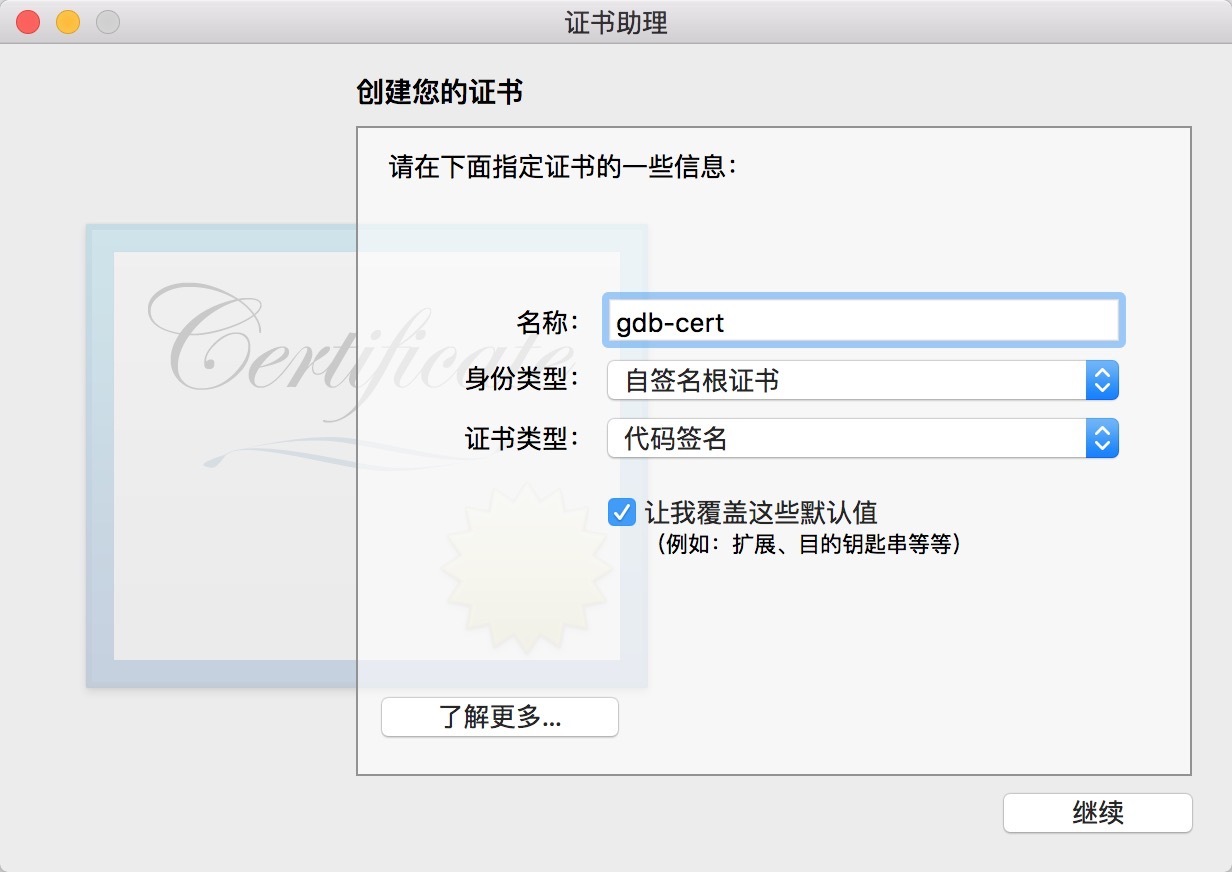 证书助理
创建您的证书
请在下面指定证书的一些信息：
Certificate
名称：
gdb-cert
身份类型：
自签名根证书
证书类型：
代码签名
让我覆盖这些默认值
（例如：扩展、目的钥匙串等等）
了解更多...
继续